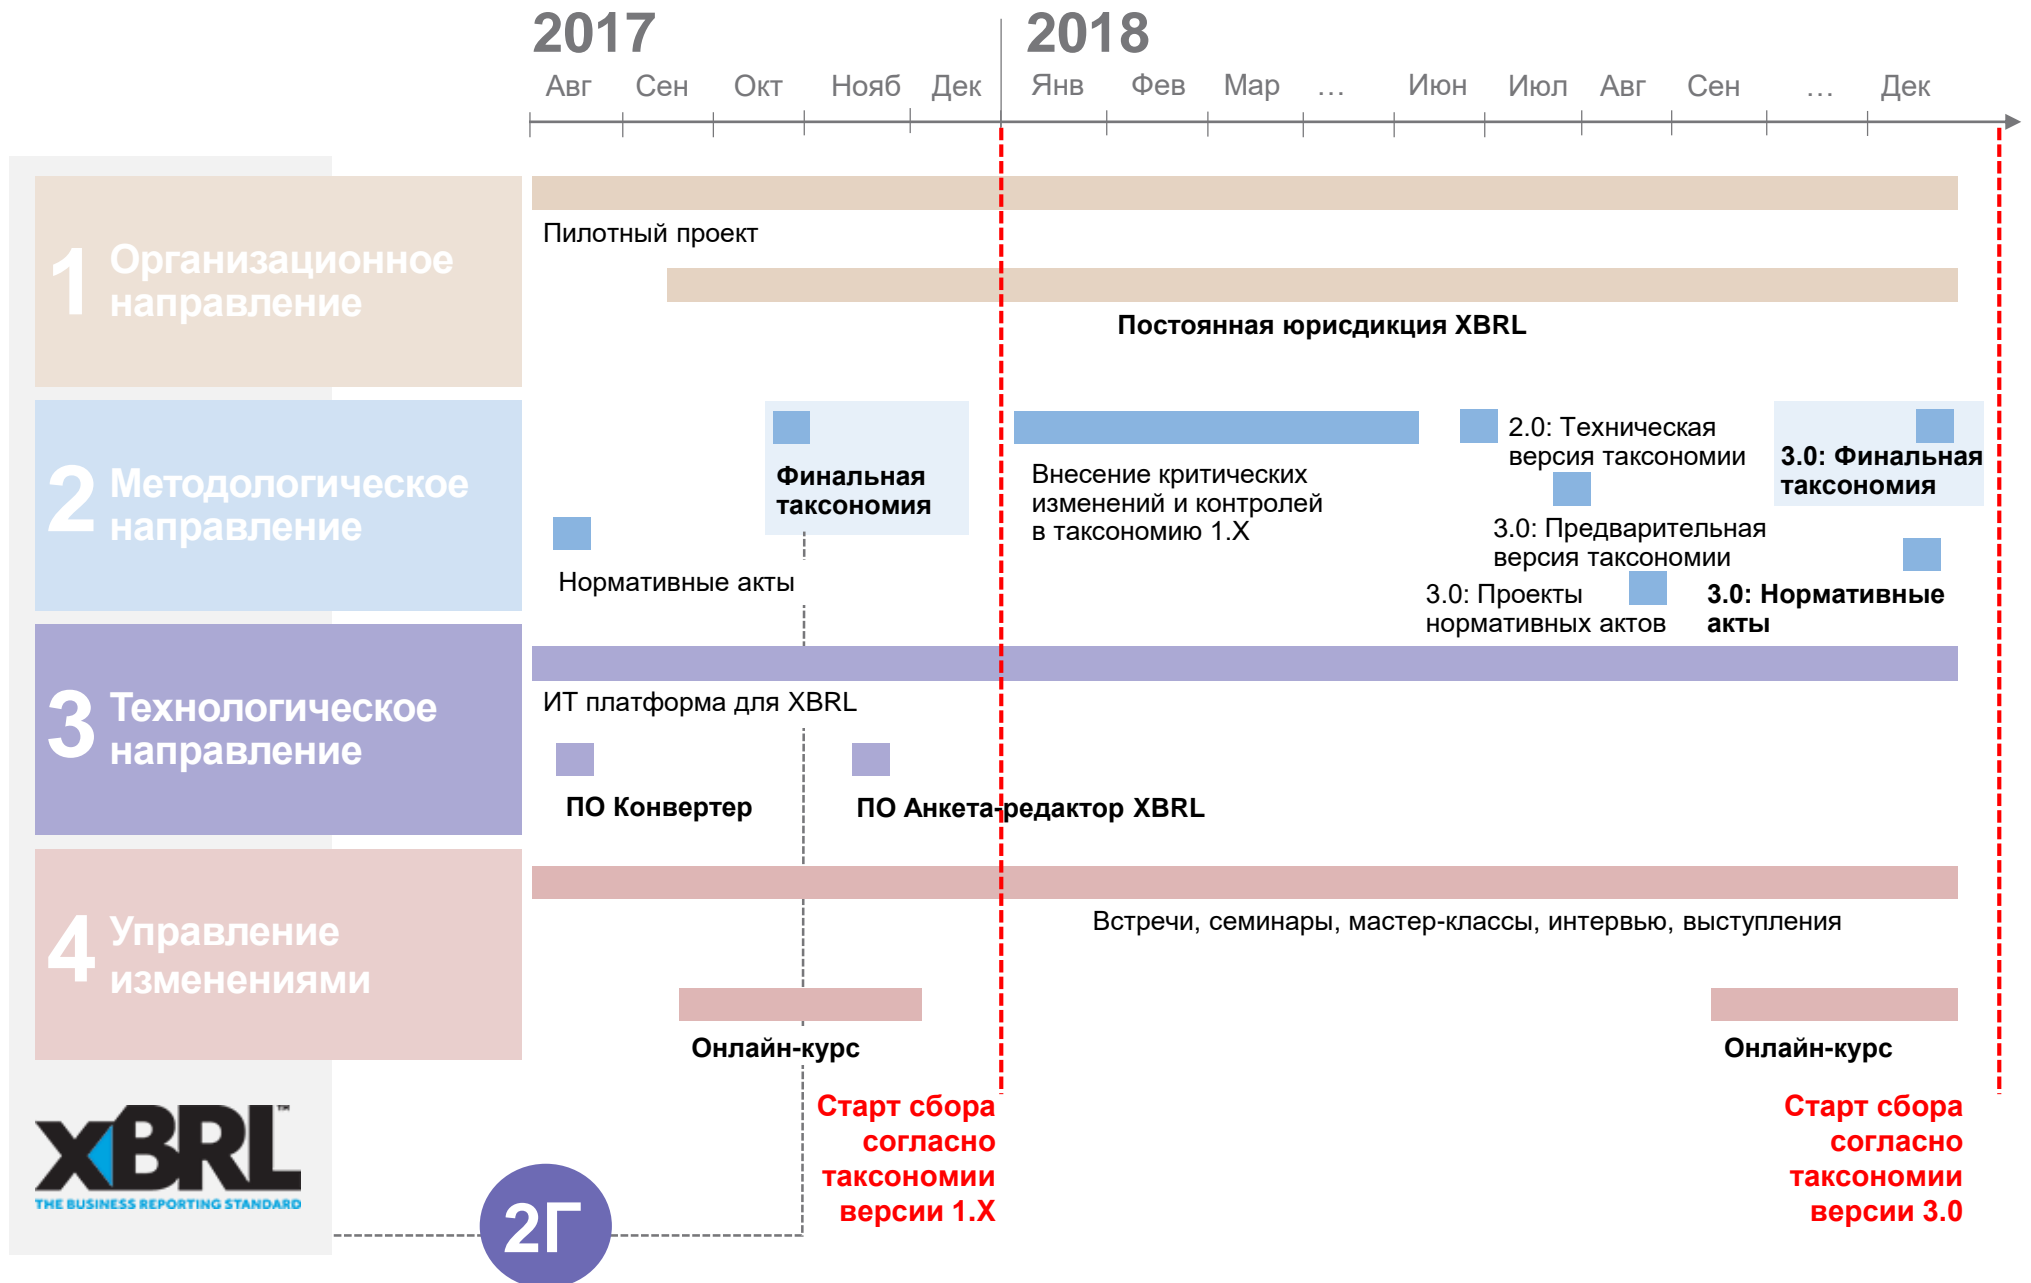 2017
2018
Авг Сен Окт Нояб Дек Янв Фев Мар … Июн Июл Авг Сен … Дек
1 Организационное
направление
Пилотный проект
Постоянная юрисдикция XBRL
2 Методологическое
направление
Финальная
таксономия
Нормативные акты
Внесение критических
изменений и контролей
в таксономию 1.X
2.0: Техническая
версия таксономии
3.0: Предварительная
версия таксономии
3.0: Проекты
нормативных актов
3.0: Финальная
таксономия
3.0: Нормативные
акты
3 Технологическое
направление
ИТ платформа для XBRL
ПО Конвертер
ПО Анкета-редактор XBRL
4 Управление
изменениями
Встречи, семинары, мастер-классы, интервью, выступления
Онлайн-курс
Онлайн-курс
Старт сбора
согласно
таксономии
версии 1.X
Старт сбора
согласно
таксономии
версии 3.0
XBRL™
THE BUSINESS REPORTING STANDARD
2Г